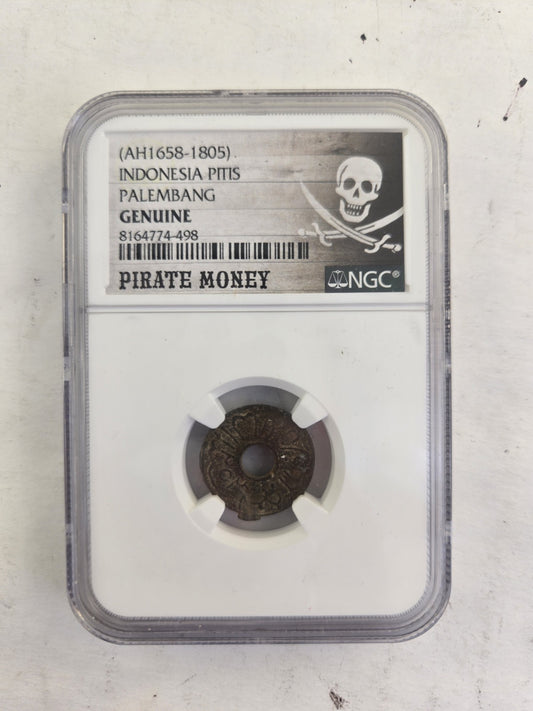 (AH1658-1805)
INDONESIA PITIS
PALEMBANG
GENUINE
8164774-498
PIRATE MONEY
NGC®